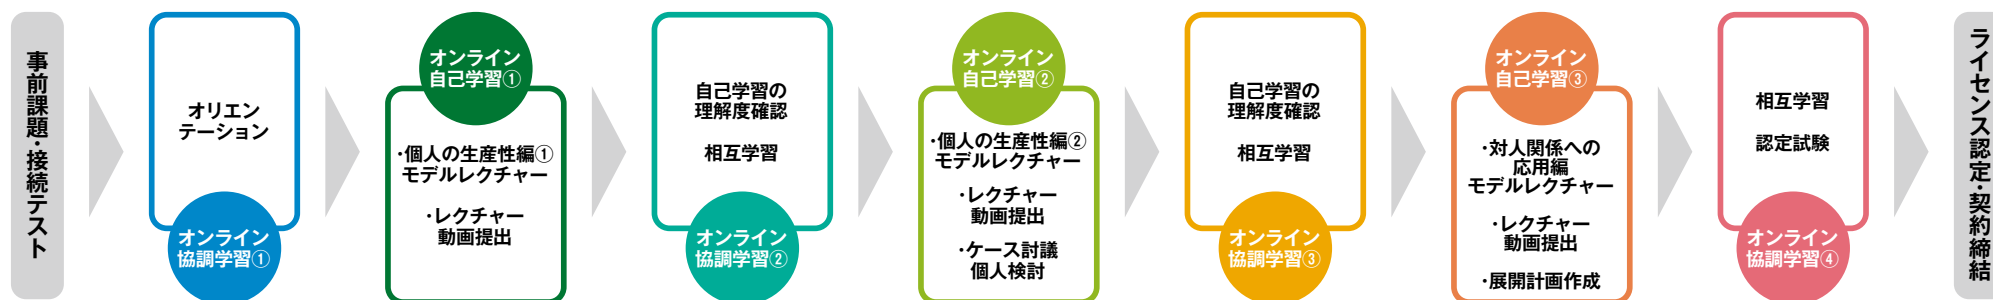 事前課題・接続テスト
オリエン
テーション
オンライン
協調学習①
オンライン
自己学習①
・個人の生産性編①
モデルレクチャー
・レクチャー
動画提出
自己学習の
理解度確認
相互学習
オンライン
協調学習②
オンライン
自己学習②
・個人の生産性編②
モデルレクチャー
・レクチャー
動画提出
・ケース討議
個人検討
自己学習の
理解度確認
相互学習
オンライン
協調学習③
オンライン
自己学習③
・対人関係への
応用編
モデルレクチャー
・レクチャー
動画提出
・展開計画作成
相互学習
認定試験
オンライン
協調学習④
ライセンス認定・契約締結